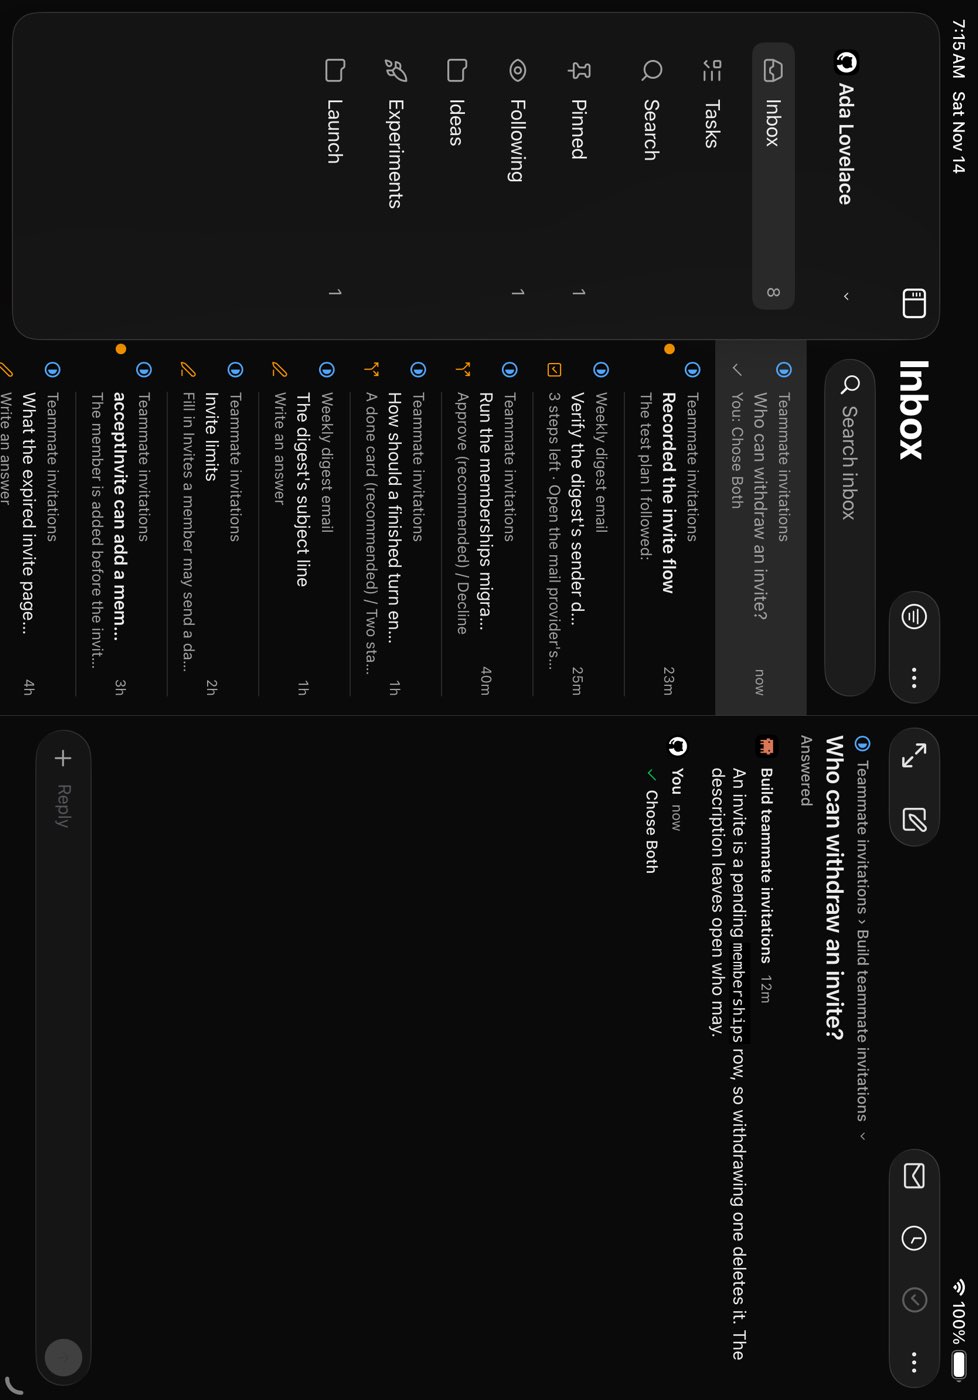 7:15 AM Sat Nov 14
100%
Ada Lovelace
Inbox 8
Tasks
Search
Pinned 1
Following 1
Ideas
Experiments
Launch 1
Inbox
Search inbox
Teammate invitations
Who can withdraw an invite? now
You: Chose Both
Teammate invitations
Recorded the invite flow 23m
The test plan I followed:
Weekly digest email
Verify the digest's sender d... 25m
3 steps left · Open the mail provider's...
Teammate invitations
Run the memberships migra... 40m
Approve (recommended) / Decline
Teammate invitations
How should a finished turn en... 1h
A done card (recommended) / Two sta...
Weekly digest email
The digest's subject line 1h
Write an answer
Teammate invitations
Invite limits 2h
Fill in Invites a member may send a da...
Teammate invitations
acceptInvite can add a mem... 3h
The member is added before the invit...
Teammate invitations
What the expired invite page... 4h
Write an answer
Teammate invitations › Build teammate invitations
Who can withdraw an invite?
Answered
Build teammate invitations 12m
An invite is a pending memberships row, so withdrawing one deletes it. The
description leaves open who may.
You now
Chose Both
Reply